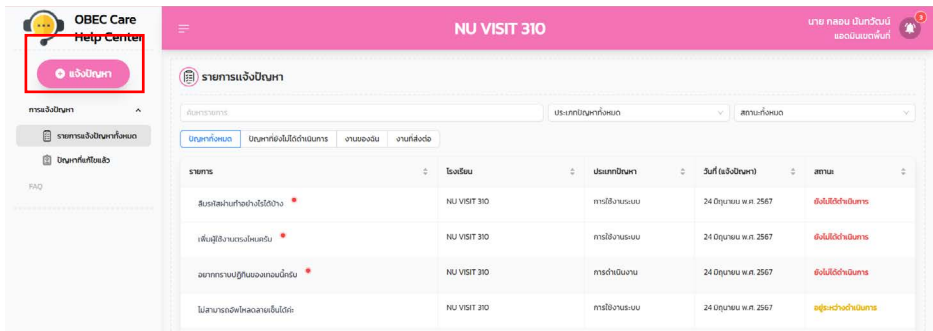 OBEC Care
Help Center
NU VISIT 310
นาย กลอน นันทวัฒน์
แอดมินเขตพื้นที่
3
แจ้งปัญหา
การแจ้งปัญหา
รายการแจ้งปัญหาทั้งหมด
ปัญหาที่แก้ไขแล้ว
FAQ
รายการแจ้งปัญหา
ค้นหารายการ ประเภทปัญหาทั้งหมด สถานะทั้งหมด
ปัญหาทั้งหมด ปัญหาที่ยังไม่ได้ดำเนินการ งานของฉัน งานที่ส่งต่อ
รายการ โรงเรียน ประเภทปัญหา วันที่ (แจ้งปัญหา) สถานะ
ลืมรหัสผ่านทำอย่างไรได้บ้าง NU VISIT 310 การใช้งานระบบ 24 มิถุนายน พ.ศ. 2567 ยังไม่ได้ดำเนินการ
เพิ่มผู้ใช้งานตรงไหนครับ NU VISIT 310 การใช้งานระบบ 24 มิถุนายน พ.ศ. 2567 ยังไม่ได้ดำเนินการ
อยากทราบปฏิทินของเทอมนี้ครับ NU VISIT 310 การดำเนินงาน 24 มิถุนายน พ.ศ. 2567 ยังไม่ได้ดำเนินการ
ไม่สามารถอัพโหลดลายเซ็นได้ค่ะ NU VISIT 310 การใช้งานระบบ 24 มิถุนายน พ.ศ. 2567 อยู่ระหว่างดำเนินการ